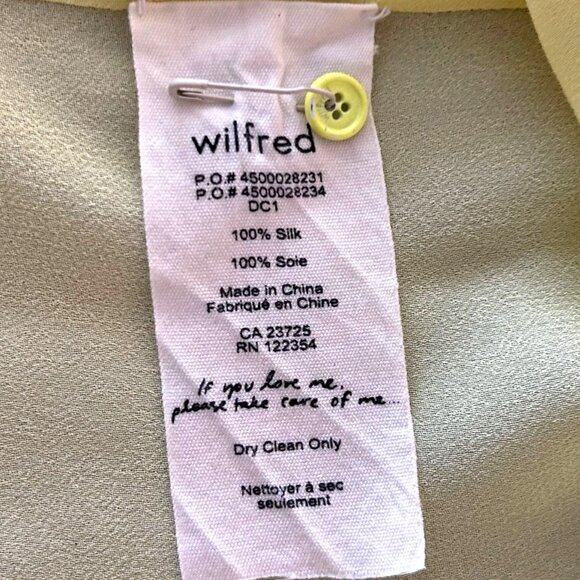 wilfred
P.O.# 4500028231
P.O.# 4500028234
DC1
100% Silk
100% Soie
Made in China
Fabriqué en Chine
CA 23725
RN 122354
If you love me,
please take care of me...
Dry Clean Only
Nettoyer à sec
seulement